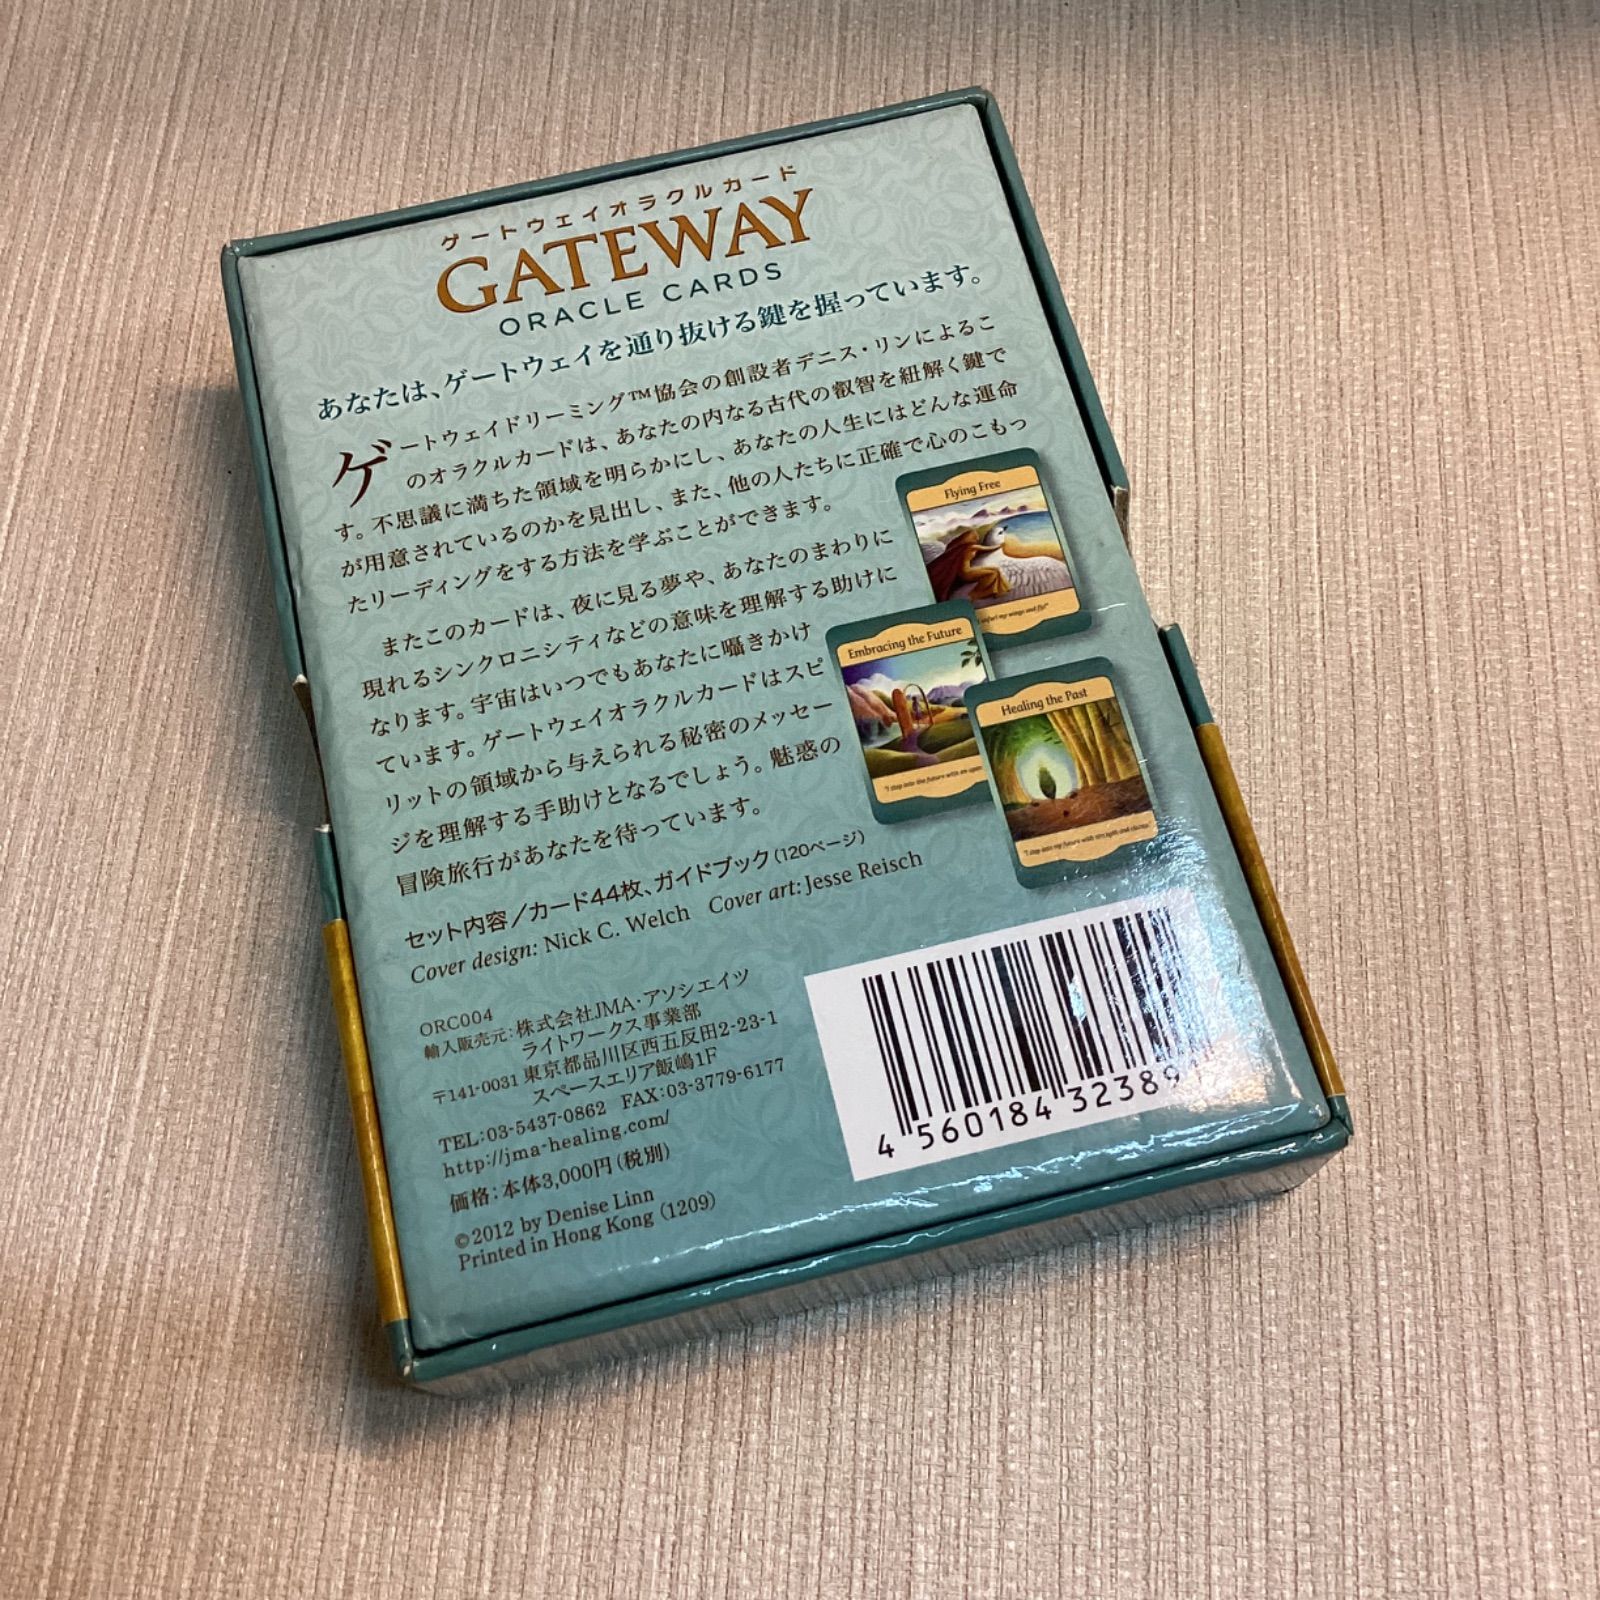 ゲートウェイオラクルカード
GATEWAY
ORACLE CARDS
あなたは、ゲートウェイを通り抜ける鍵を握っています。
ゲートウェイドリーミング™協会の創設者デニス・リンによるこ
のオラクルカードは、あなたの内なる古代の叡智を紐解く鍵で
す。不思議に満ちた領域を明らかにし、あなたの人生にはどんな運命
が用意されているのかを見出し、また、他の人たちに正確で心のこもっ
たリーディングをする方法を学ぶことができます。
またこのカードは、夜に見る夢や、あなたのまわりに
現れるシンクロニシティなどの意味を理解する助けに
なります。宇宙はいつでもあなたに囁きかけ
ています。ゲートウェイオラクルカードはスピ
リットの領域から与えられる秘密のメッセー
ジを理解する手助けとなるでしょう。魅惑の
冒険旅行があなたを待っています。
Flying Free
unfurl my wings and fly!"
Embracing the Future
"I step into the future with an open
Healing the Past
"I step into my future with strength and
セット内容/カード44枚、ガイドブック(120ページ)
Cover design: Nick C. Welch Cover art: Jesse Reisch
ORC004
輸入販売元:株式会社JMA・アソシエイツ
ライトワークス事業部
〒141-0031 東京都品川区西五反田2-23-1
スペースエリア飯嶋1F
TEL:03-5437-0862 FAX:03-3779-6177
http://jma-healing.com/
価格:本体3,000円(税別)
©2012 by Denise Linn
Printed in Hong Kong (1209)
4 560184 32389